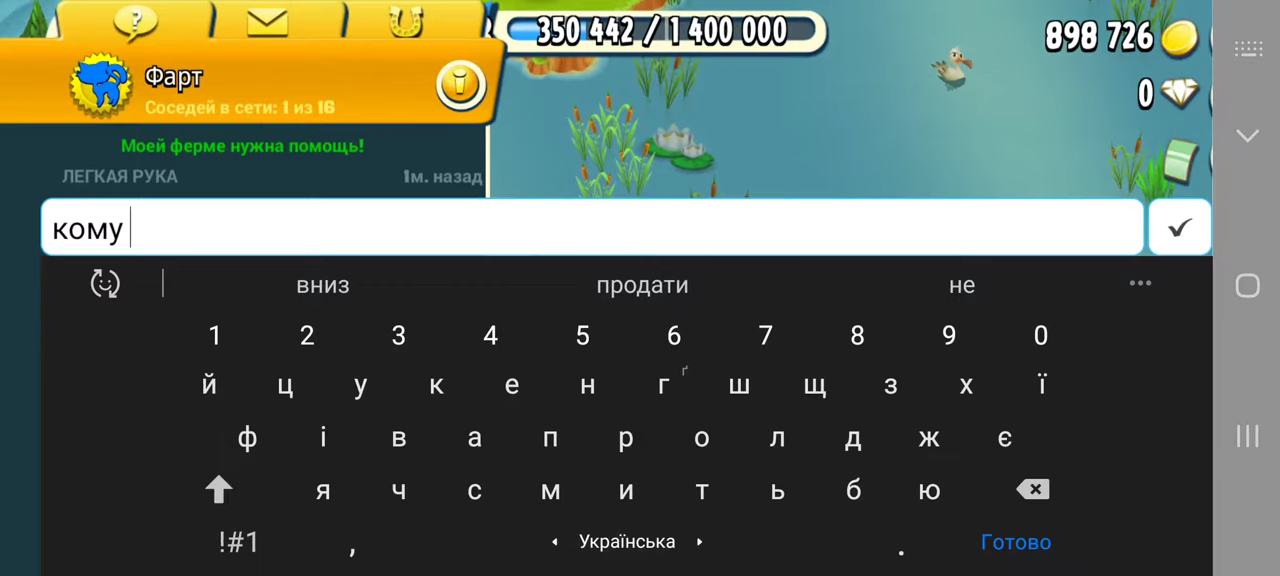 350 442 / 1 400 000
898 726
Фарт
Соседей в сети: 1 из 16
0
Моей ферме нужна помощь!
ЛЕГКАЯ РУКА 1м. назад
кому
вниз продати не
1 2 3 4 5 6 7 8 9 0
й ц у к е н г ґ ш щ з х ї
ф і в а п р о л д ж є
я ч с м и т ь б ю
!#1 , Українська . Готово